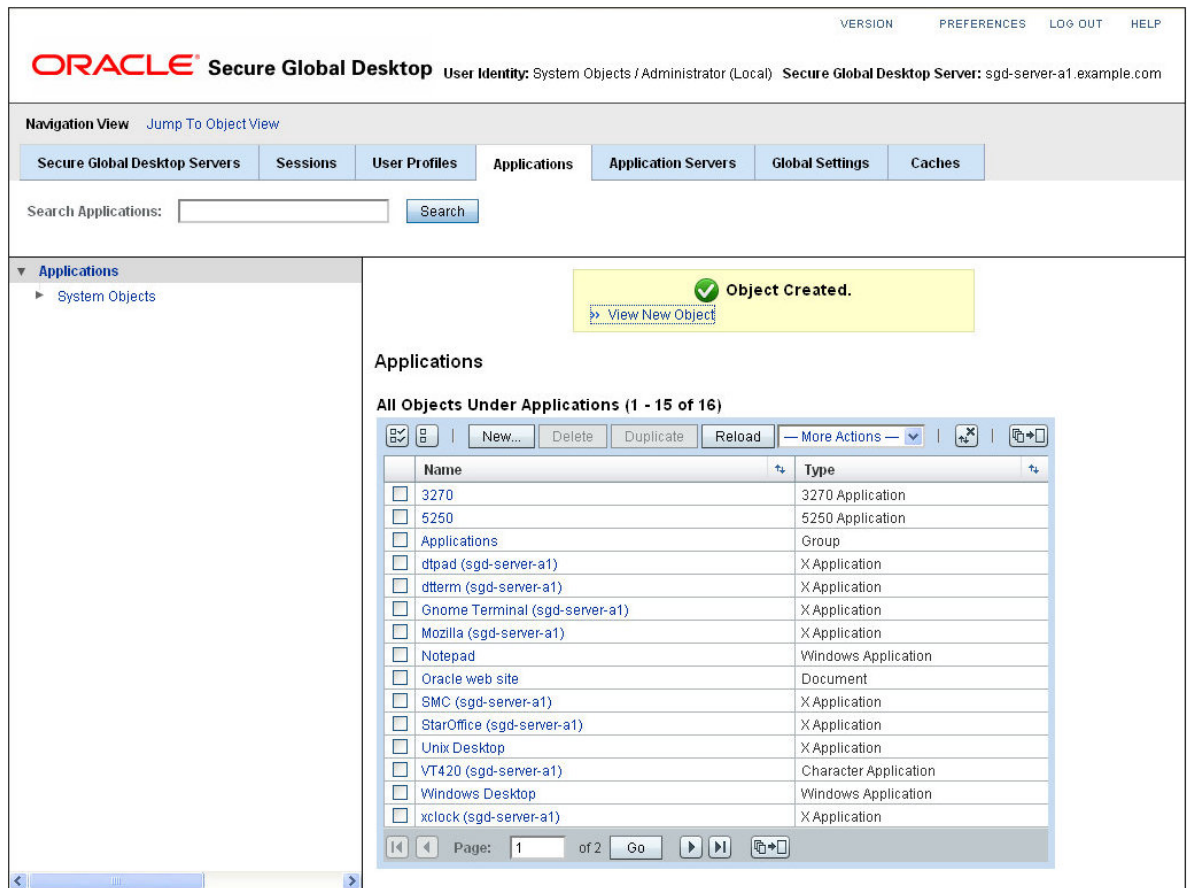 VERSION PREFERENCES LOG OUT HELP
ORACLE Secure Global Desktop User Identity: System Objects / Administrator (Local) Secure Global Desktop Server: sgd-server-a1.example.com
Navigation View Jump To Object View
Secure Global Desktop Servers Sessions User Profiles Applications Application Servers Global Settings Caches
Search Applications: Search
Applications
System Objects
Object Created.
>> View New Object
Applications
All Objects Under Applications (1 - 15 of 16)
New... Delete Duplicate Reload — More Actions —
Name Type
3270 3270 Application
5250 5250 Application
Applications Group
dtpad (sgd-server-a1) X Application
dtterm (sgd-server-a1) X Application
Gnome Terminal (sgd-server-a1) X Application
Mozilla (sgd-server-a1) X Application
Notepad Windows Application
Oracle web site Document
SMC (sgd-server-a1) X Application
StarOffice (sgd-server-a1) X Application
Unix Desktop X Application
VT420 (sgd-server-a1) Character Application
Windows Desktop Windows Application
xclock (sgd-server-a1) X Application
Page: 1 of 2 Go